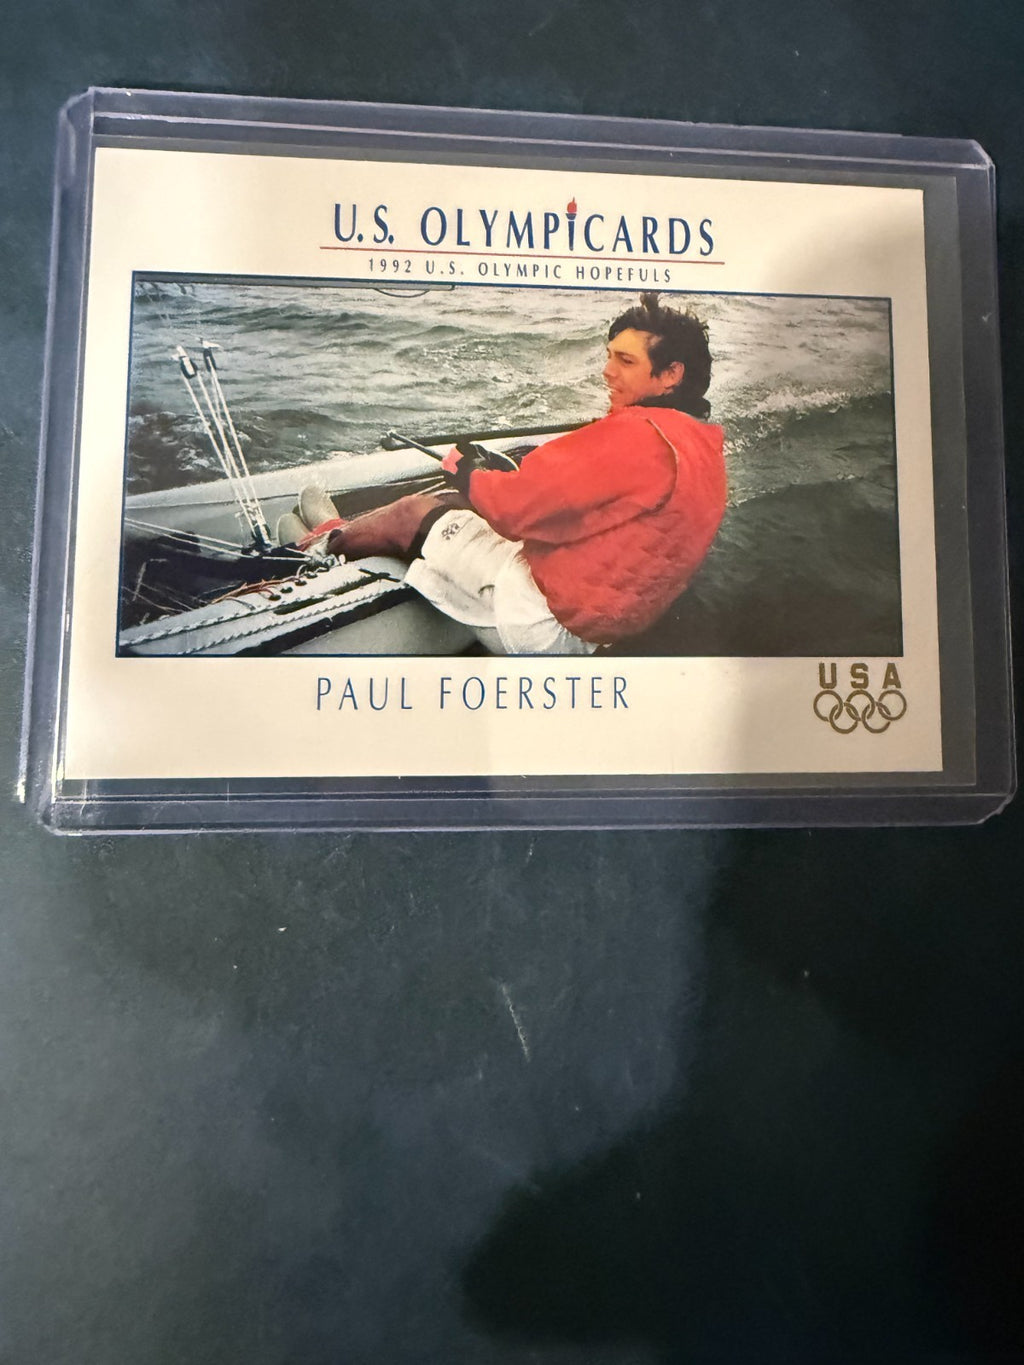 U.S. OLYMPICARDS
1992 U.S. OLYMPIC HOPEFULS
PAUL FOERSTER
USA